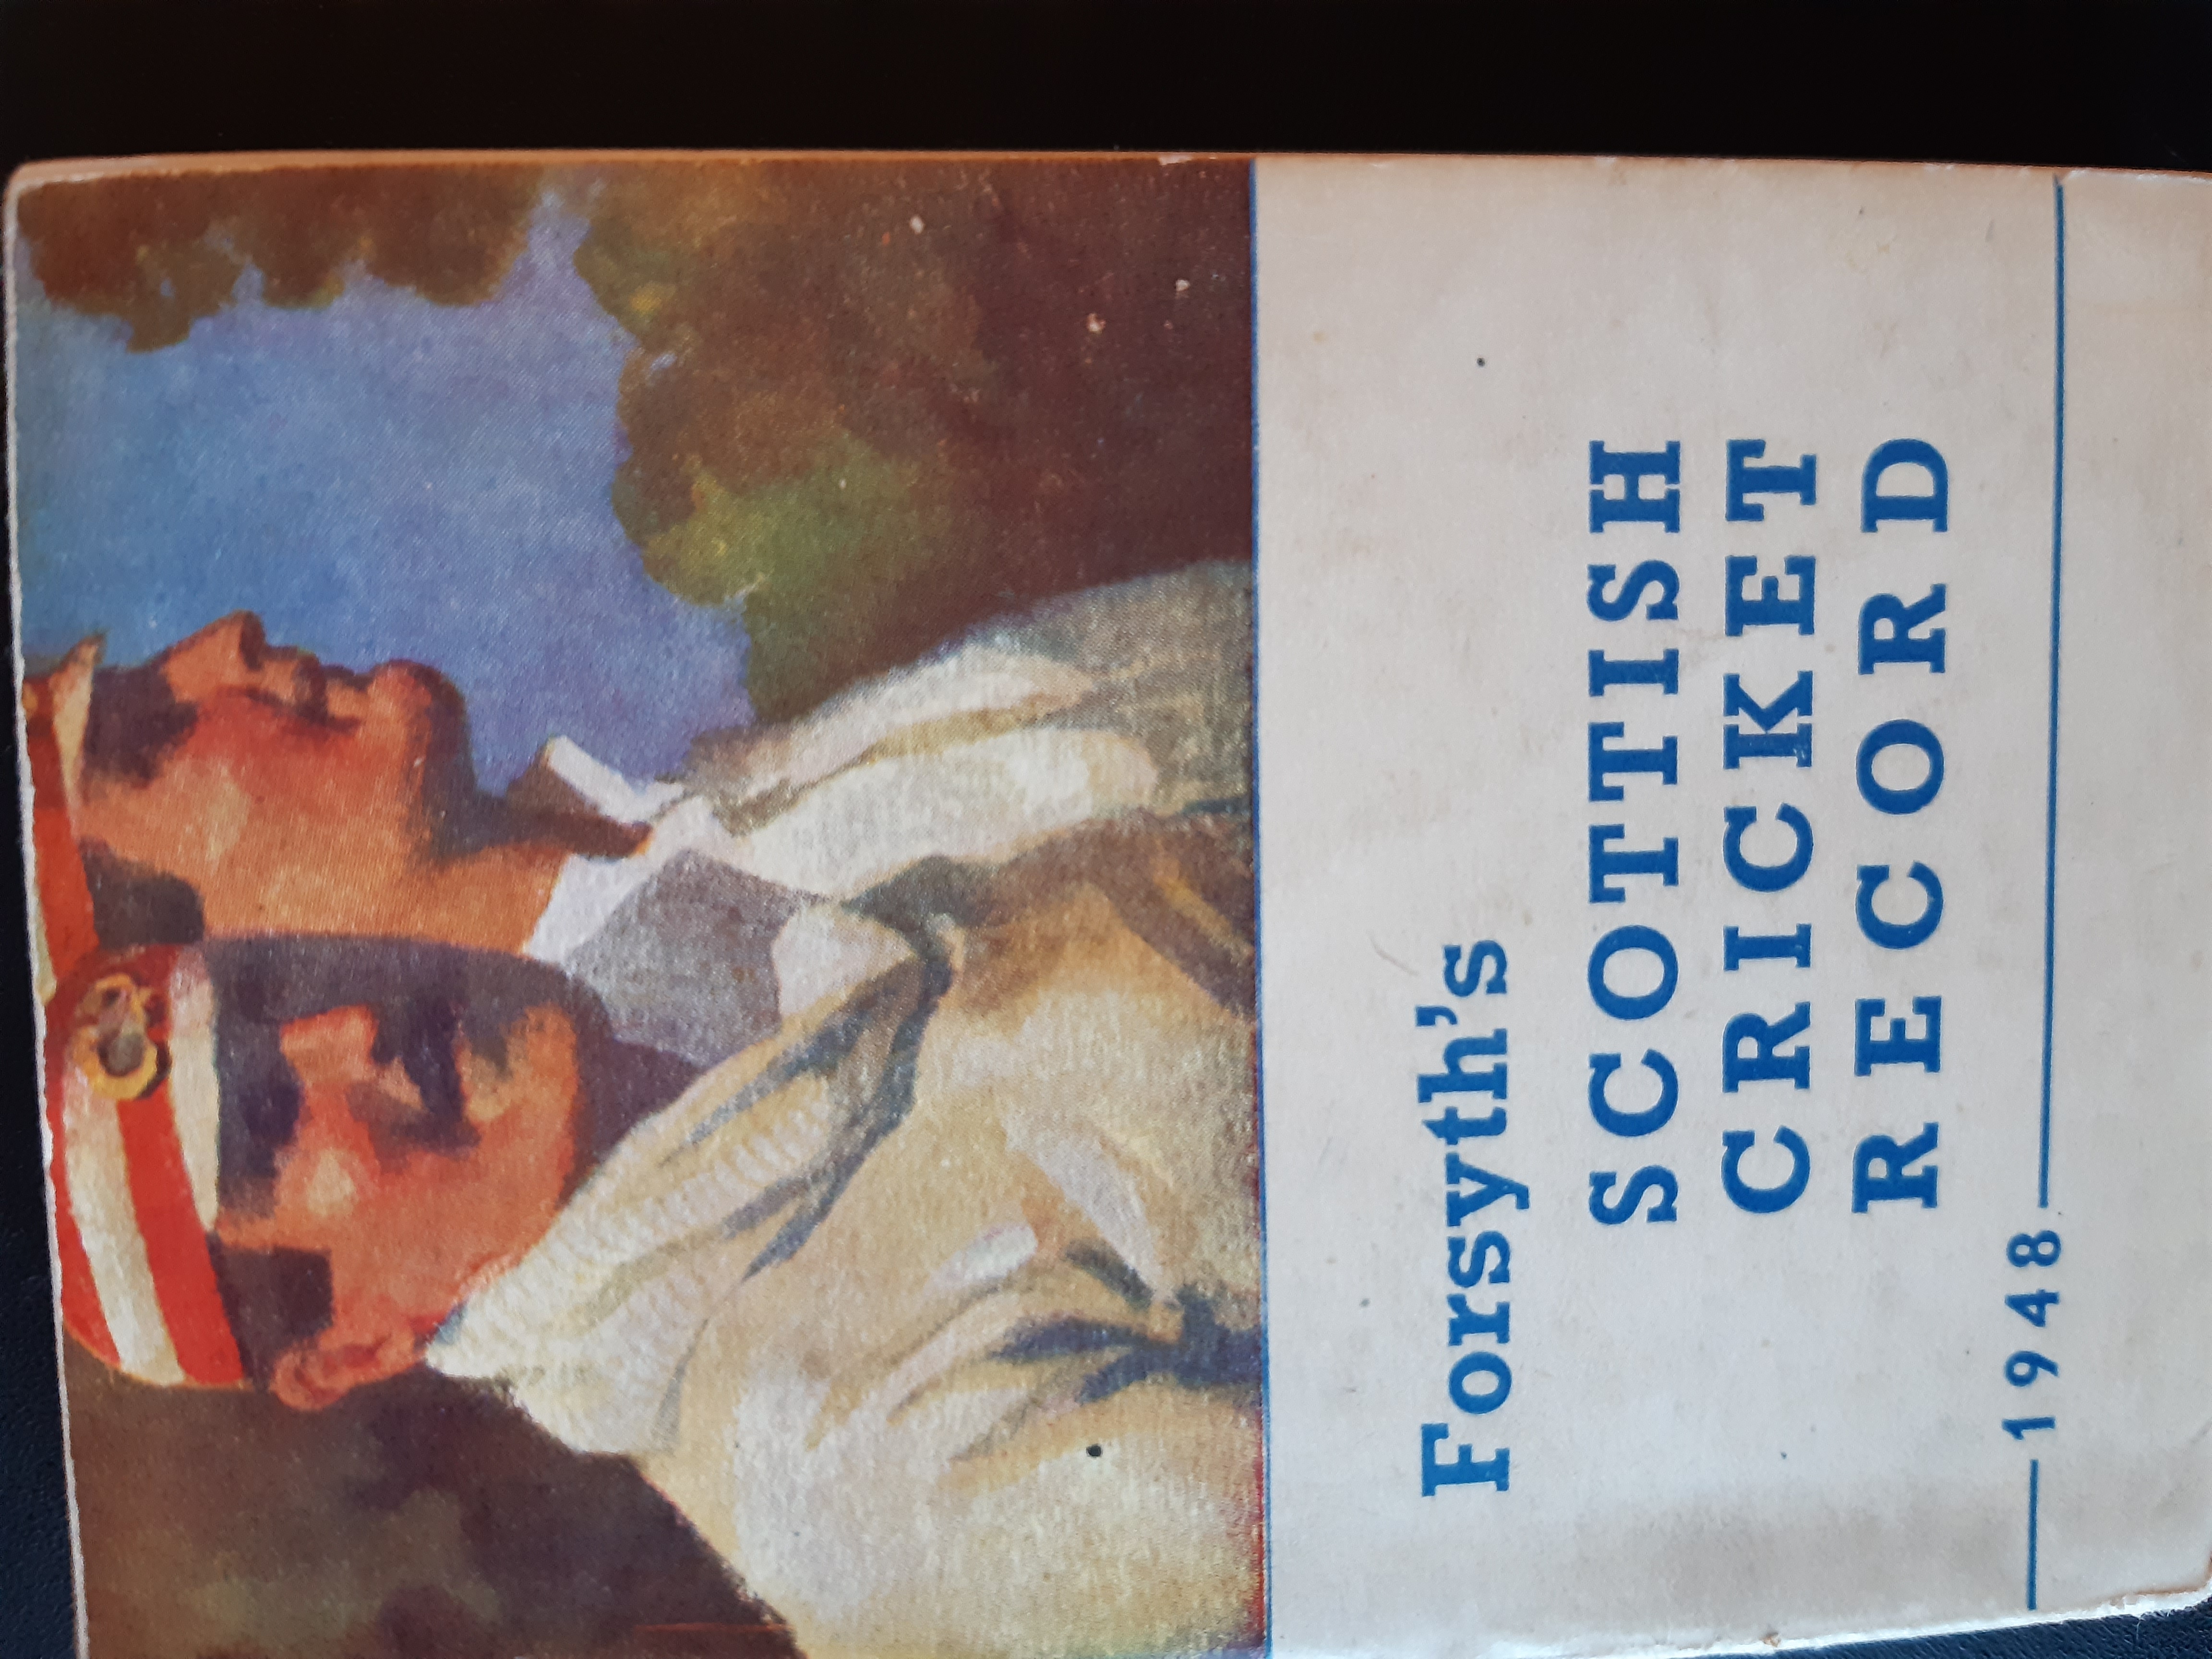 Forsyth's
SCOTTISH
CRICKET
RECORD
1948